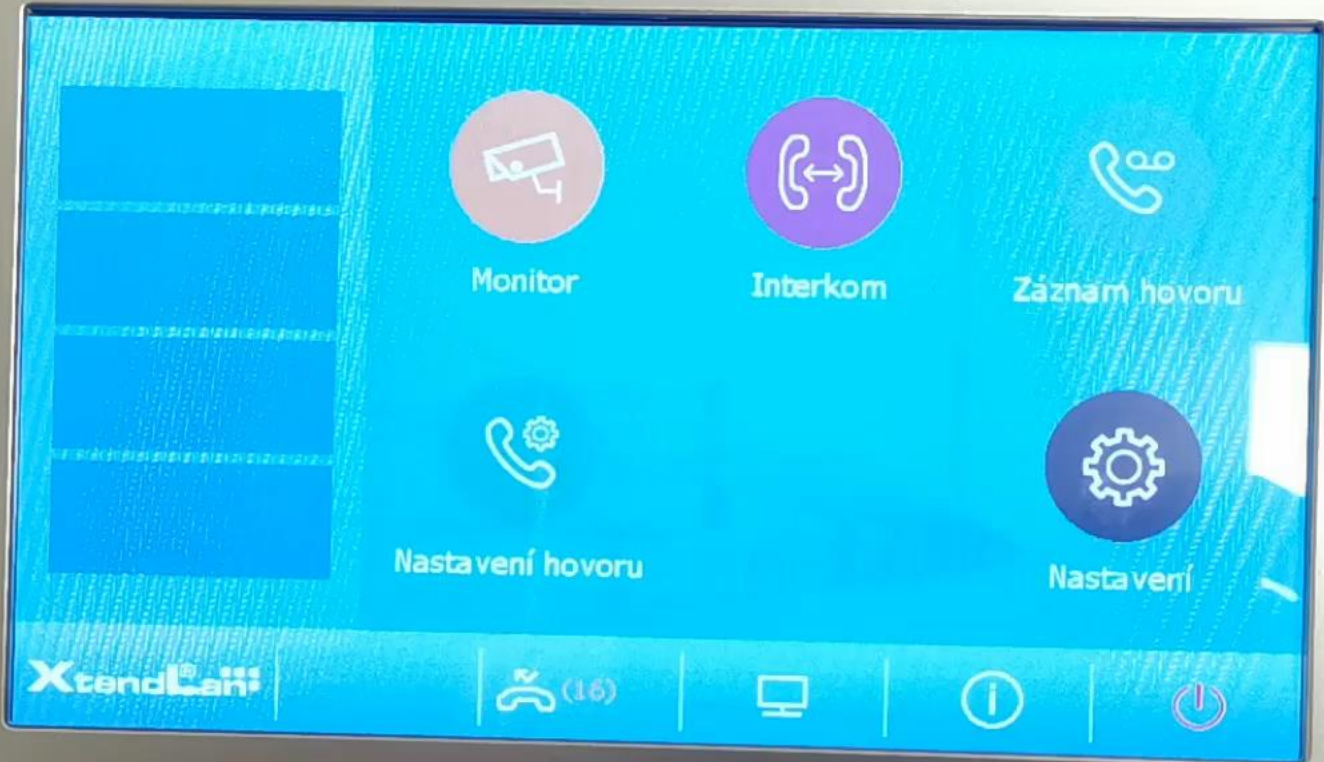 Monitor
Interkom
Záznam hovoru
Nastavení hovoru
Nastavení
XtendLan
(16)